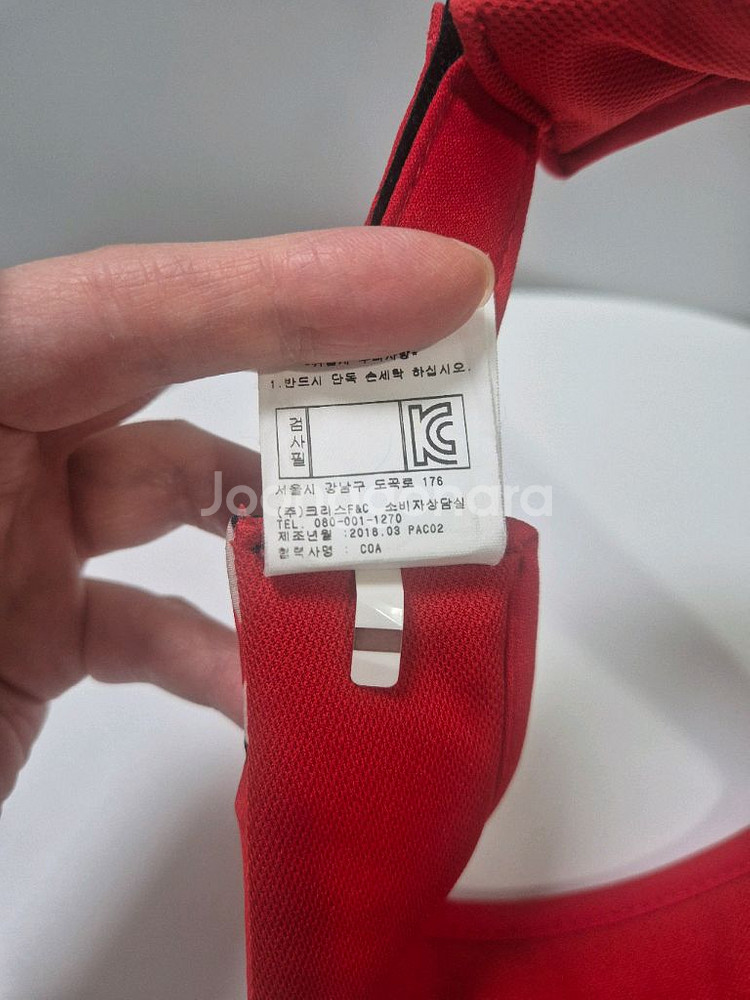 1.반드시 단독 손세탁 하십시오.
검사필
서울시 강남구 도곡로 176
(주)크리스F&C 소비자상담실
TEL. 080-001-1270
제조년월 :2018.03 PAC02
협력사명 : COA